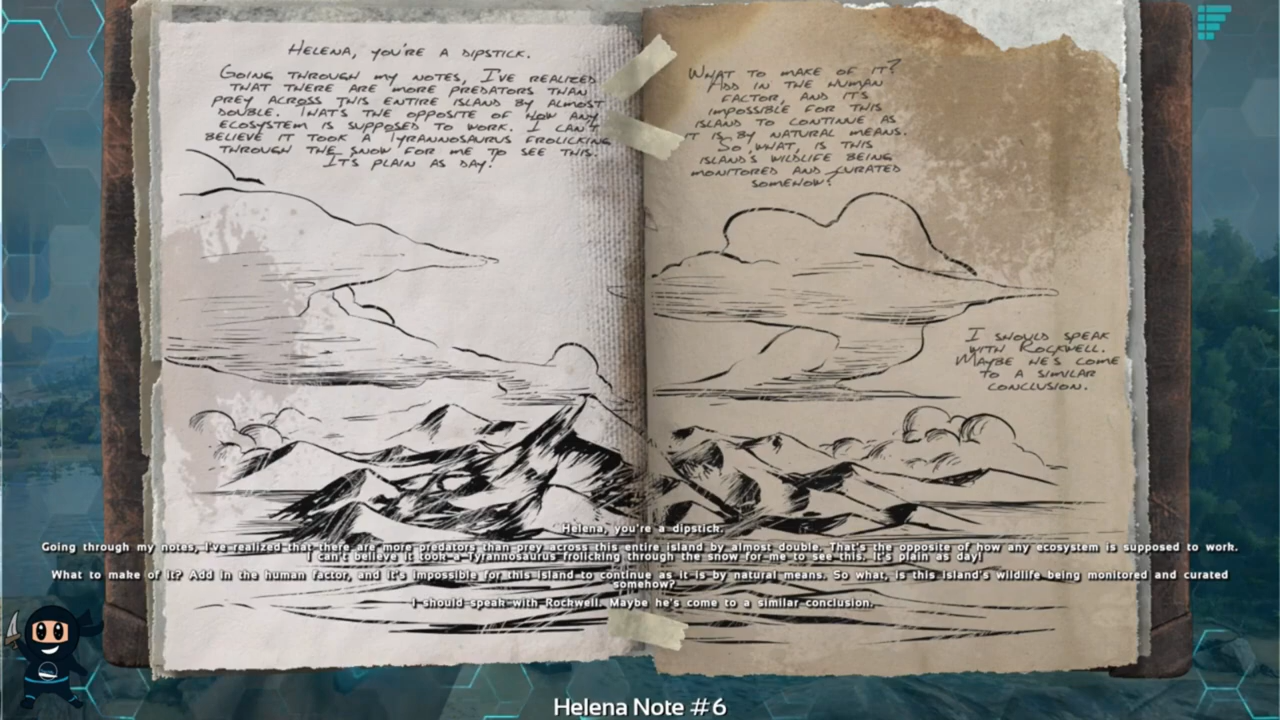 HELENA, YOU'RE A DIPSTICK.
GOING THROUGH MY NOTES, I'VE REALIZED
THAT THERE ARE MORE PREDATORS THAN
PREY ACROSS THIS ENTIRE ISLAND BY ALMOST
DOUBLE. THAT'S THE OPPOSITE OF HOW ANY
ECOSYSTEM IS SUPPOSED TO WORK. I CAN'T
BELIEVE IT TOOK A TYRANNOSAURUS FROLICKING
THROUGH THE SNOW FOR ME TO SEE THIS.
IT'S PLAIN AS DAY!
WHAT TO MAKE OF IT?
ADD IN THE HUMAN
FACTOR, AND IT'S
IMPOSSIBLE FOR THIS
ISLAND TO CONTINUE AS
IT IS BY NATURAL MEANS.
SO WHAT, IS THIS
ISLAND'S WILDLIFE BEING
MONITORED AND CURATED
SOMEHOW?
I SHOULD SPEAK
WITH ROCKWELL.
MAYBE HE'S COME
TO A SIMILAR
CONCLUSION.
Helena, you're a dipstick.
Going through my notes, I've realized that there are more predators than prey across this entire island by almost double. That's the opposite of how any ecosystem is supposed to work.
I can't believe it took a Tyrannosaurus frolicking through the snow for me to see this. It's plain as day!
What to make of it? Add in the human factor, and it's impossible for this island to continue as it is by natural means. So what, is this island's wildlife being monitored and curated
somehow?
I should speak with Rockwell. Maybe he's come to a similar conclusion.
Helena Note #6